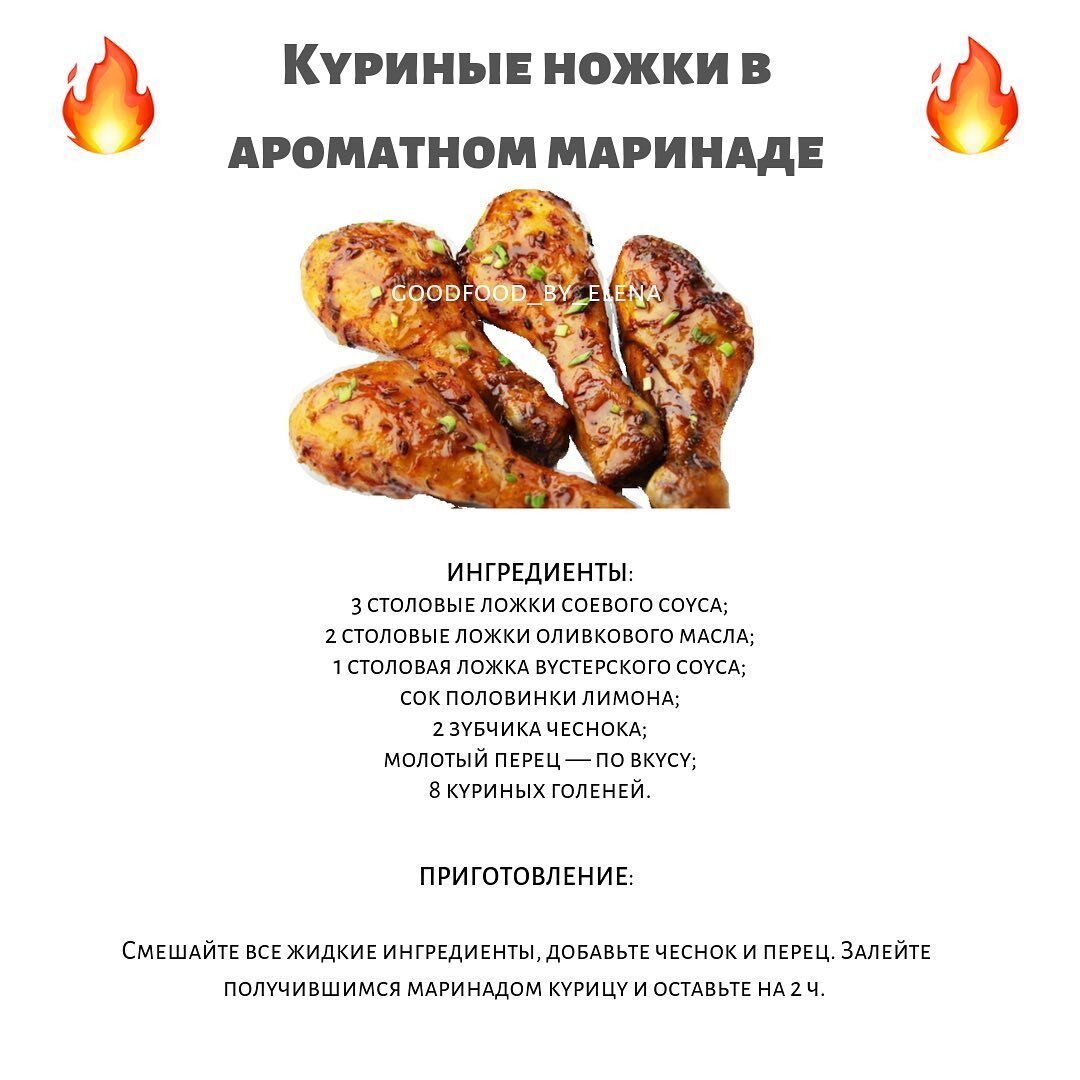 Куриные ножки в
ароматном маринаде
GOODFOOD_BY_ELENA
ИНГРЕДИЕНТЫ:
3 столовые ложки соевого соуса;
2 столовые ложки оливкового масла;
1 столовая ложка вустерского соуса;
сок половинки лимона;
2 зубчика чеснока;
молотый перец — по вкусу;
8 куриных голеней.
ПРИГОТОВЛЕНИЕ:
Смешайте все жидкие ингредиенты, добавьте чеснок и перец. Залейте
получившимся маринадом курицу и оставьте на 2 ч.